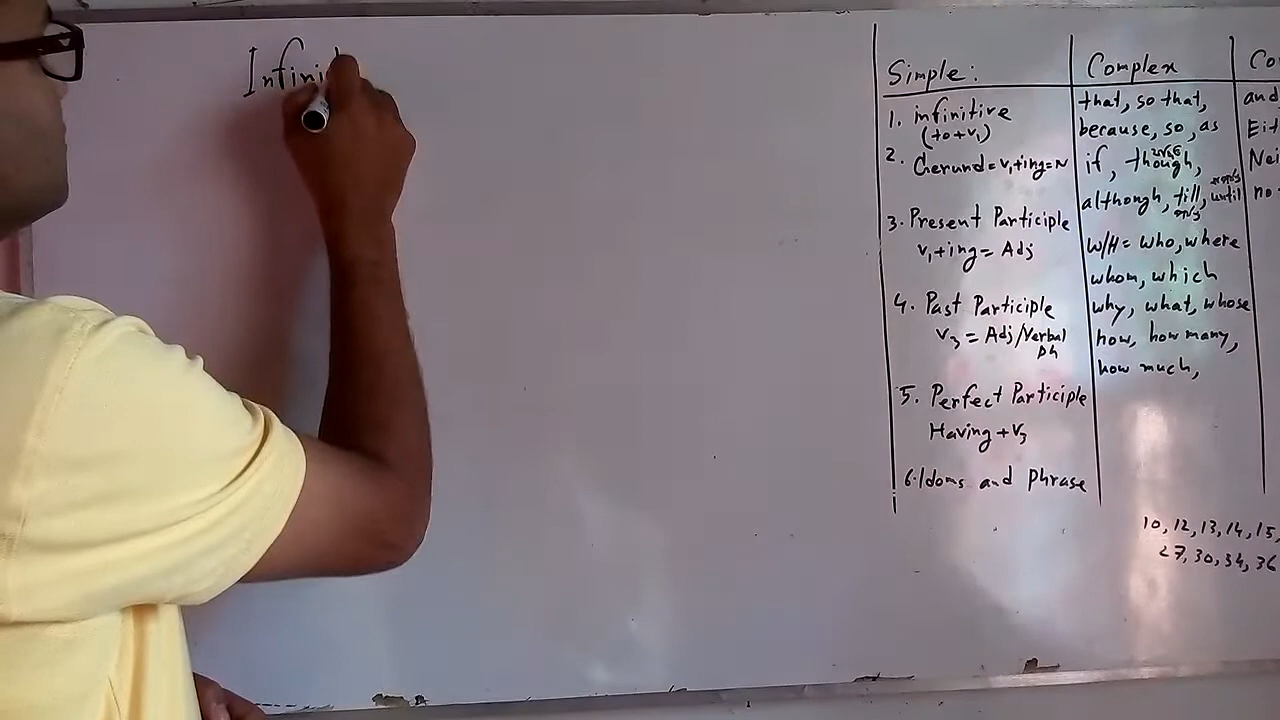 Infini
Simple:
1. infinitive
(to+v₁)
2. Gerund=v₁+ing=N
3. Present Participle
v₁+ing= Adj
4. Past Participle
v₃ = Adj/Verbal
ph
5. Perfect Participle
Having+v₃
6. Idoms and phrase
Complex
that, so that,
because, so, as
if, though,
although, till, until
W/H = who, where
whom, which
why, what, whose
how, how many,
how much,
Co
and
Eit
Nei
no
10, 12, 13, 14, 15,
27, 30, 34, 36